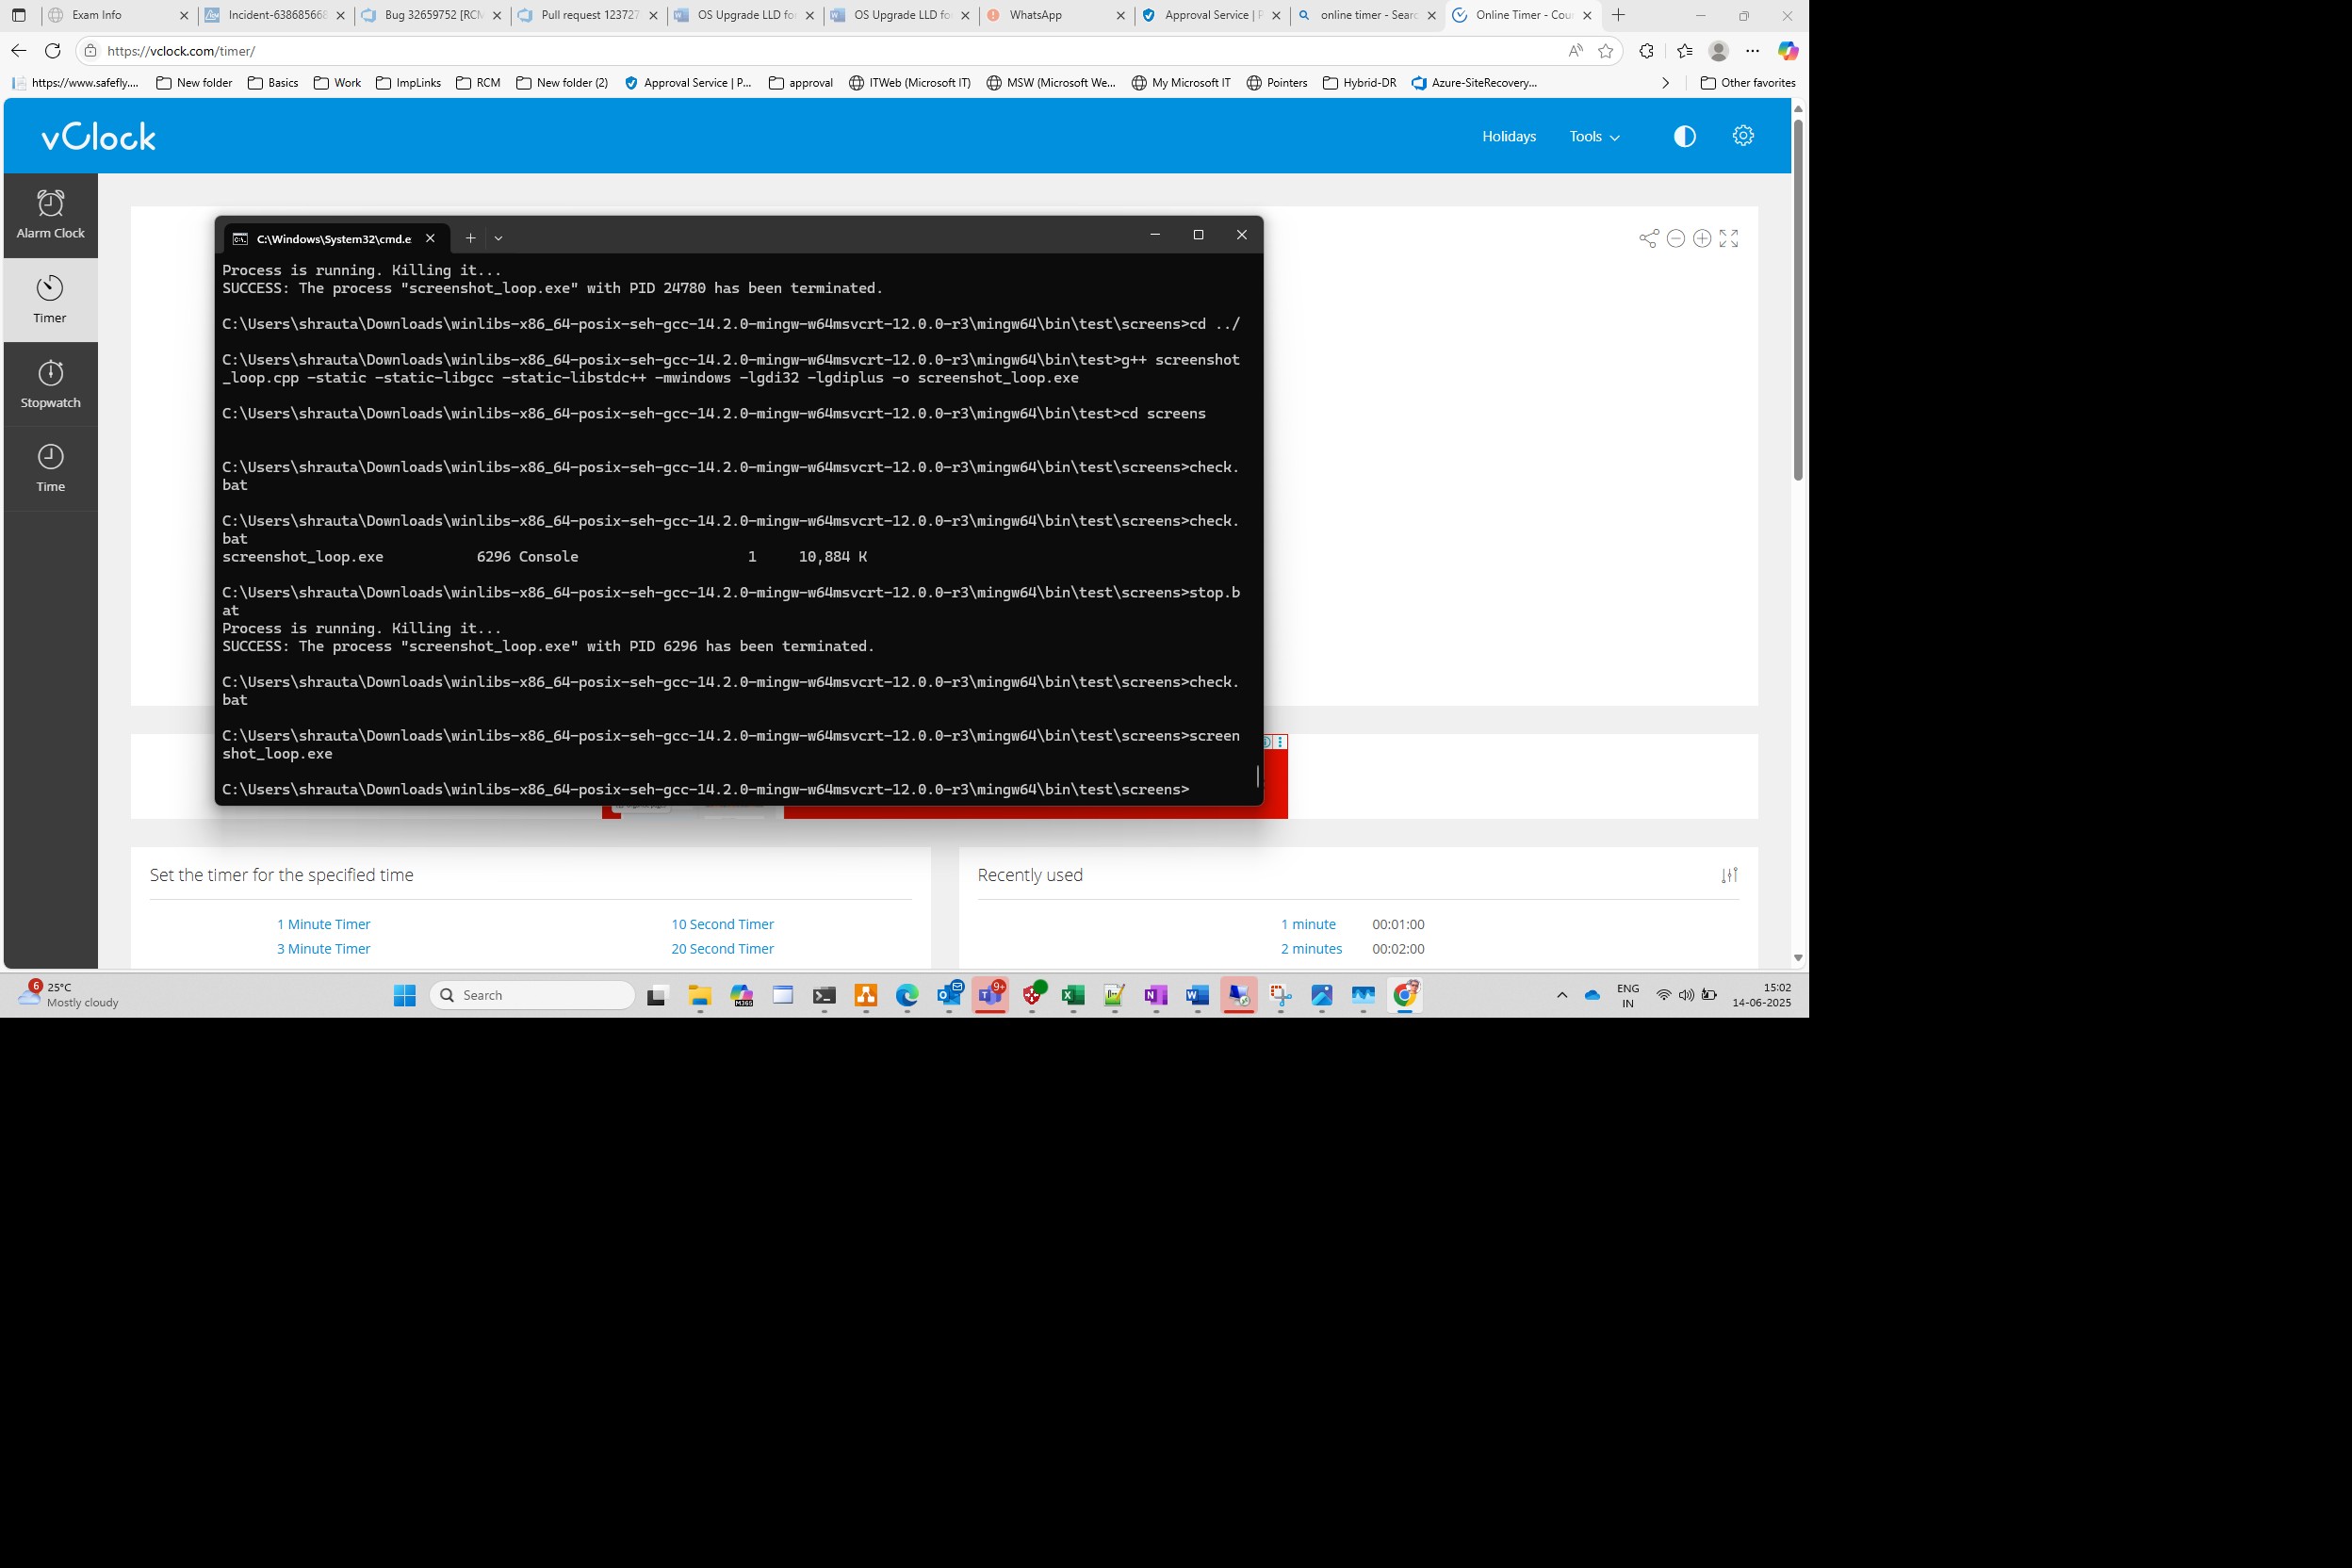 Exam Info
Incident-638685668
Bug 32659752 [RCM
Pull request 123727
OS Upgrade LLD fo
OS Upgrade LLD fo
WhatsApp
Approval Service | P
online timer - Searc
Online Timer - Cou
https://vclock.com/timer/
https://www.safefly....
New folder
Basics
Work
ImpLinks
RCM
New folder (2)
Approval Service | P...
approval
ITWeb (Microsoft IT)
MSW (Microsoft We...
My Microsoft IT
Pointers
Hybrid-DR
Azure-SiteRecovery...
Other favorites
vClock
Holidays
Tools
Alarm Clock
Timer
Stopwatch
Time
C:\Windows\System32\cmd.e
Process is running. Killing it...
SUCCESS: The process "screenshot_loop.exe" with PID 24780 has been terminated.
C:\Users\shrauta\Downloads\winlibs-x86_64-posix-seh-gcc-14.2.0-mingw-w64msvcrt-12.0.0-r3\mingw64\bin\test\screens>cd ../
C:\Users\shrauta\Downloads\winlibs-x86_64-posix-seh-gcc-14.2.0-mingw-w64msvcrt-12.0.0-r3\mingw64\bin\test>g++ screenshot
_loop.cpp -static -static-libgcc -static-libstdc++ -mwindows -lgdi32 -lgdiplus -o screenshot_loop.exe
C:\Users\shrauta\Downloads\winlibs-x86_64-posix-seh-gcc-14.2.0-mingw-w64msvcrt-12.0.0-r3\mingw64\bin\test>cd screens
C:\Users\shrauta\Downloads\winlibs-x86_64-posix-seh-gcc-14.2.0-mingw-w64msvcrt-12.0.0-r3\mingw64\bin\test\screens>check.
bat
C:\Users\shrauta\Downloads\winlibs-x86_64-posix-seh-gcc-14.2.0-mingw-w64msvcrt-12.0.0-r3\mingw64\bin\test\screens>check.
bat
screenshot_loop.exe 6296 Console 1 10,884 K
C:\Users\shrauta\Downloads\winlibs-x86_64-posix-seh-gcc-14.2.0-mingw-w64msvcrt-12.0.0-r3\mingw64\bin\test\screens>stop.b
at
Process is running. Killing it...
SUCCESS: The process "screenshot_loop.exe" with PID 6296 has been terminated.
C:\Users\shrauta\Downloads\winlibs-x86_64-posix-seh-gcc-14.2.0-mingw-w64msvcrt-12.0.0-r3\mingw64\bin\test\screens>check.
bat
C:\Users\shrauta\Downloads\winlibs-x86_64-posix-seh-gcc-14.2.0-mingw-w64msvcrt-12.0.0-r3\mingw64\bin\test\screens>screen
shot_loop.exe
C:\Users\shrauta\Downloads\winlibs-x86_64-posix-seh-gcc-14.2.0-mingw-w64msvcrt-12.0.0-r3\mingw64\bin\test\screens>
Set the timer for the specified time
1 Minute Timer
10 Second Timer
3 Minute Timer
20 Second Timer
Recently used
1 minute 00:01:00
2 minutes 00:02:00
6
25°C
Mostly cloudy
Search
M365
9+
ENG
IN
15:02
14-06-2025